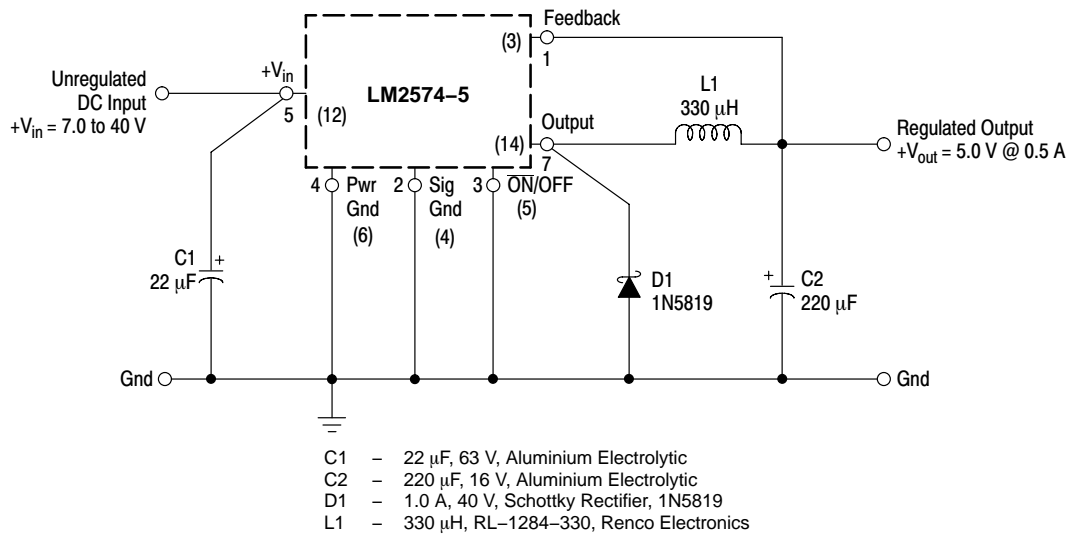 Feedback
(3)
1
Unregulated
DC Input
+Vin = 7.0 to 40 V
+Vin
5
(12)
LM2574–5
L1
330 µH
Output
(14)
7
Regulated Output
+Vout = 5.0 V @ 0.5 A
4 Pwr
Gnd
(6)
2 Sig
Gnd
(4)
3 ON/OFF
(5)
C1
22 µF
+
D1
1N5819
+
C2
220 µF
Gnd
Gnd
C1 – 22 µF, 63 V, Aluminium Electrolytic
C2 – 220 µF, 16 V, Aluminium Electrolytic
D1 – 1.0 A, 40 V, Schottky Rectifier, 1N5819
L1 – 330 µH, RL–1284–330, Renco Electronics